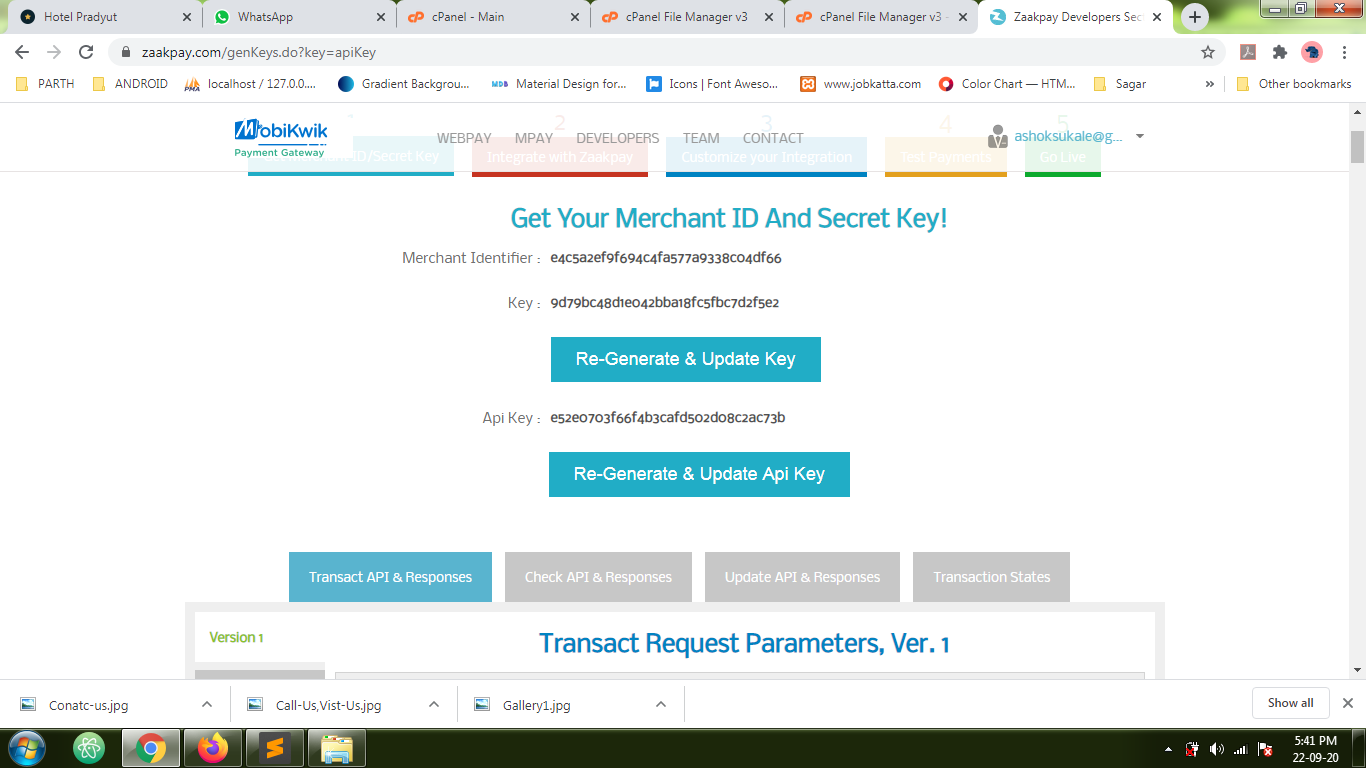 Hotel Pradyut
WhatsApp
cPanel - Main
cPanel File Manager v3
cPanel File Manager v3 -
Zaakpay Developers Sec
zaakpay.com/genKeys.do?key=apiKey
PARTH
ANDROID
localhost / 127.0.0....
Gradient Backgrou...
Material Design for...
Icons | Font Aweso...
www.jobkatta.com
Color Chart — HTM...
Sagar
Other bookmarks
MobiKwik
Payment Gateway
WEBPAY
MPAY
DEVELOPERS
TEAM
CONTACT
ashoksukale@g...
1
2
3
4
5
ID/Secret Key
Integrate with Zaakpay
Customize your Integration
Test Payments
Go Live
Get Your Merchant ID And Secret Key!
Merchant Identifier : e4c5a2ef9f694c4fa577a9338c04df66
Key : 9d79bc48d1e042bba18fc5fbc7d2f5e2
Re-Generate & Update Key
Api Key : e52e0703f66f4b3cafd502d08c2ac73b
Re-Generate & Update Api Key
Transact API & Responses
Check API & Responses
Update API & Responses
Transaction States
Version 1
Transact Request Parameters, Ver. 1
Conatc-us.jpg
Call-Us,Vist-Us.jpg
Gallery1.jpg
Show all
5:41 PM
22-09-20